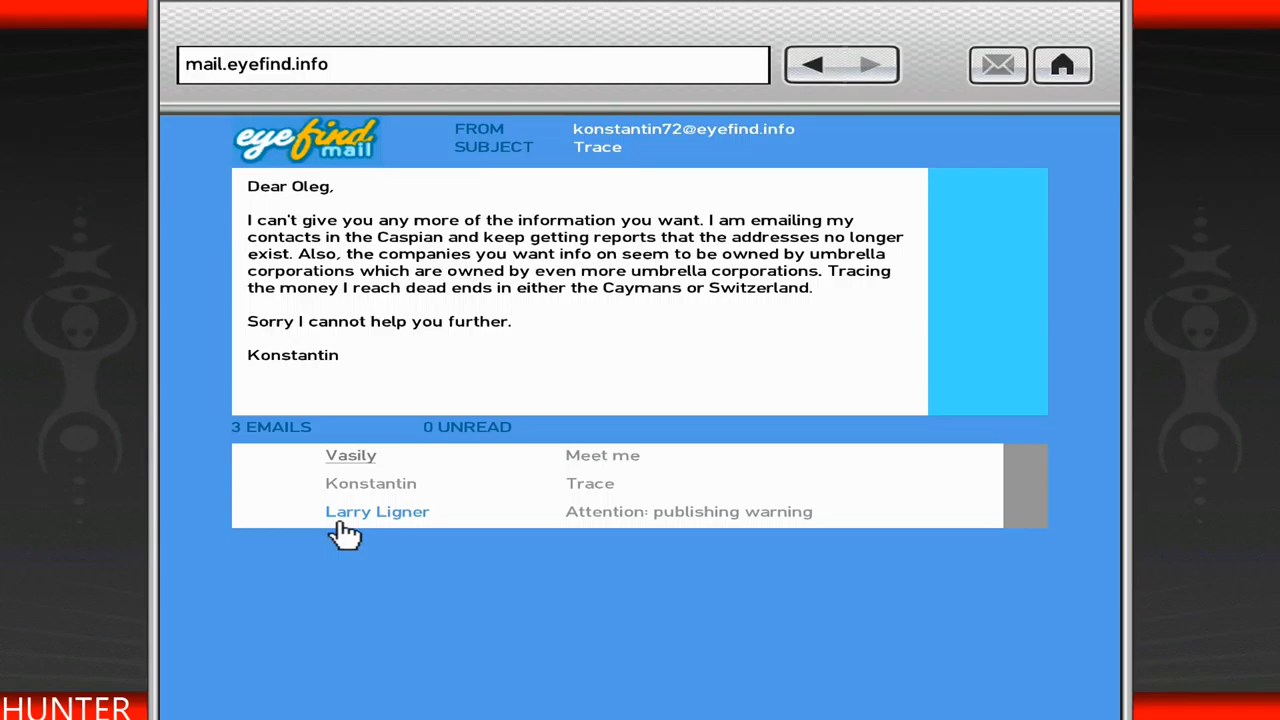 mail.eyefind.info
eyefind mail
FROM konstantin72@eyefind.info
SUBJECT Trace
Dear Oleg,
I can't give you any more of the information you want. I am emailing my
contacts in the Caspian and keep getting reports that the addresses no longer
exist. Also, the companies you want info on seem to be owned by umbrella
corporations which are owned by even more umbrella corporations. Tracing
the money I reach dead ends in either the Caymans or Switzerland.
Sorry I cannot help you further.
Konstantin
3 EMAILS 0 UNREAD
Vasily Meet me
Konstantin Trace
Larry Ligner Attention: publishing warning
HUNTER